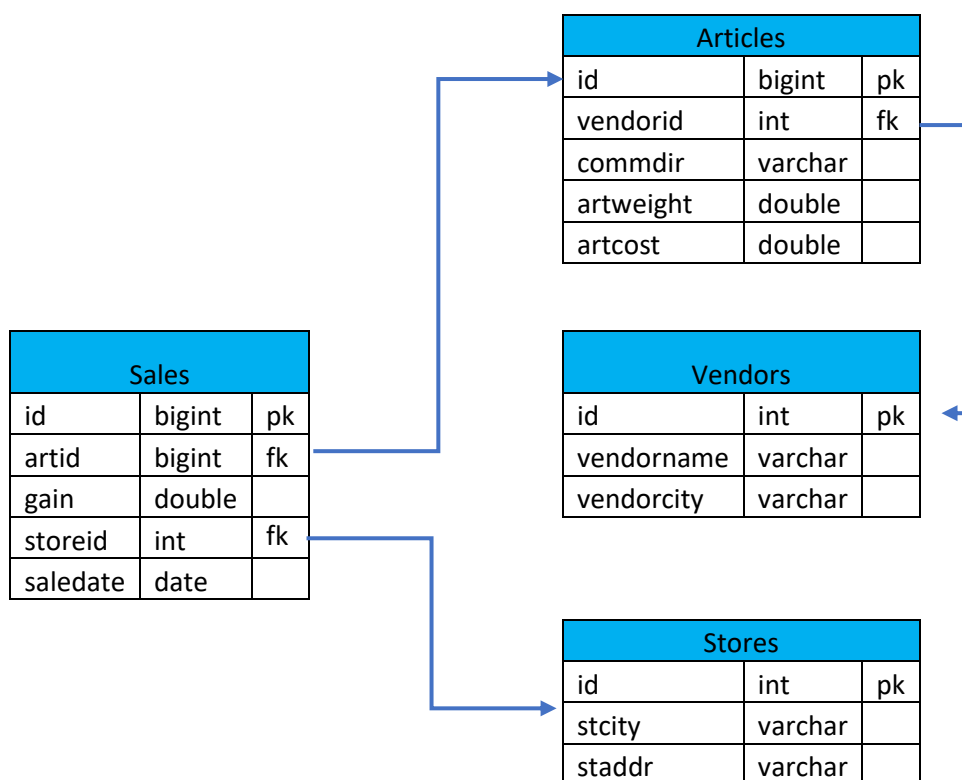 Articles
id bigint pk
vendorid int fk
commdir varchar
artweight double
artcost double
Sales
id bigint pk
artid bigint fk
gain double
storeid int fk
saledate date
Vendors
id int pk
vendorname varchar
vendorcity varchar
Stores
id int pk
stcity varchar
staddr varchar